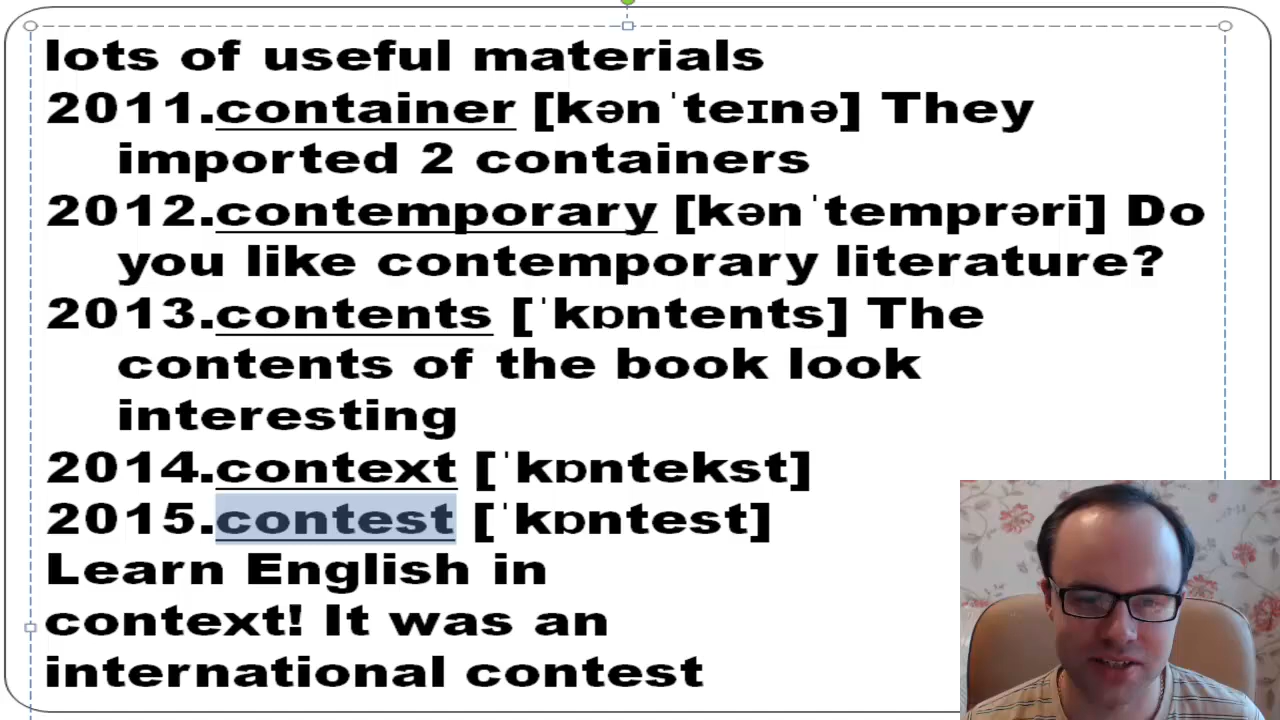 lots of useful materials
2011.container [kənˈteɪnə] They
imported 2 containers
2012.contemporary [kənˈtemprəri] Do
you like contemporary literature?
2013.contents [ˈkɒntents] The
contents of the book look
interesting
2014.context [ˈkɒntekst]
2015.contest [ˈkɒntest]
Learn English in
context! It was an
international contest